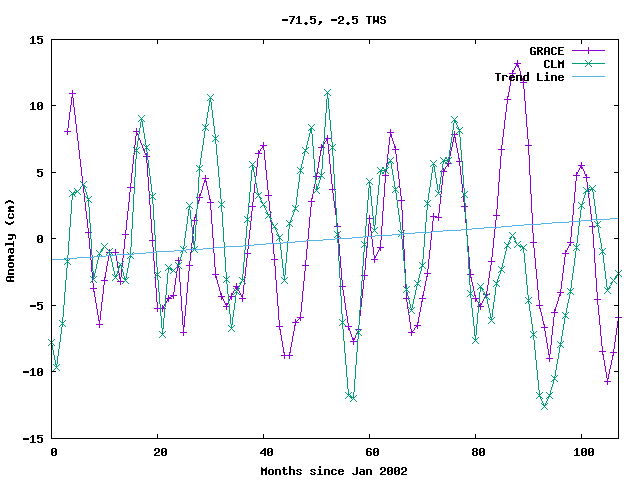 -71.5, -2.5 TWS
GRACE
CLM
Trend Line
15
10
5
0
-5
-10
-15
Anomaly (cm)
0 20 40 60 80 100
Months since Jan 2002